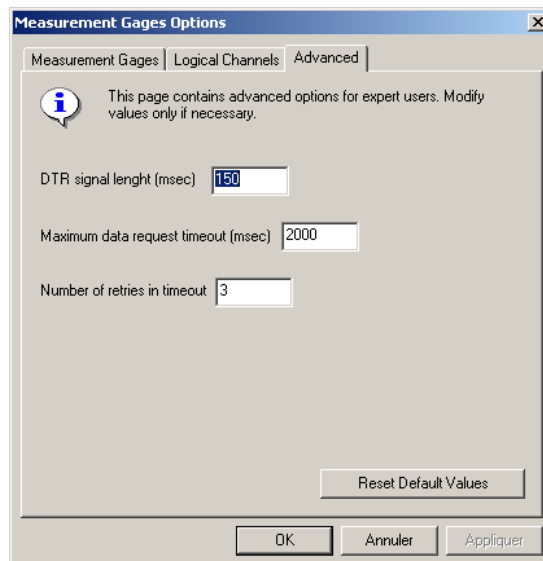 Measurement Gages Options
Measurement Gages Logical Channels Advanced
This page contains advanced options for expert users. Modify
values only if necessary.
DTR signal lenght (msec) 150
Maximum data request timeout (msec) 2000
Number of retries in timeout 3
Reset Default Values
OK Annuler Appliquer